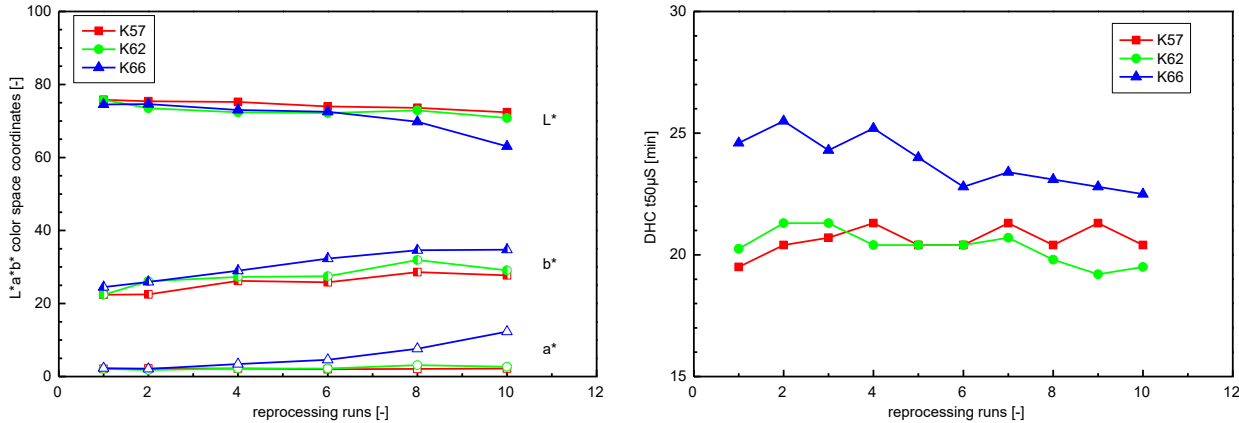 100
80
60
40
20
0
L*a*b* color space coordinates [-]
K57
K62
K66
L*
b*
a*
0 2 4 6 8 10 12
reprocessing runs [-]
30
25
20
15
DHC t50µS [min]
K57
K62
K66
0 2 4 6 8 10 12
reprocessing runs [-]